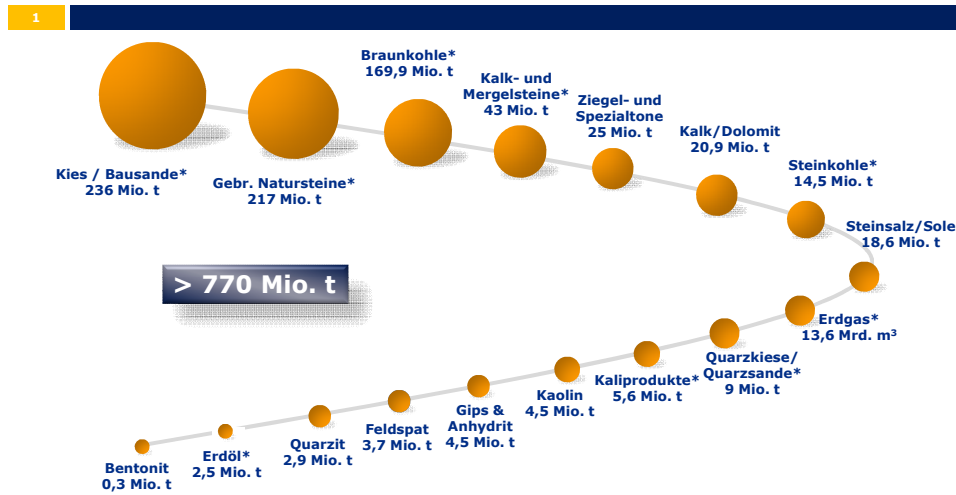 1
Kies / Bausande*
236 Mio. t
Gebr. Natursteine*
217 Mio. t
Braunkohle*
169,9 Mio. t
Kalk- und
Mergelsteine*
43 Mio. t
Ziegel- und
Spezialtone
25 Mio. t
Kalk/Dolomit
20,9 Mio. t
Steinkohle*
14,5 Mio. t
Steinsalz/Sole
18,6 Mio. t
> 770 Mio. t
Erdgas*
13,6 Mrd. m³
Quarzkiese/
Quarzsande*
9 Mio. t
Kaliprodukte*
5,6 Mio. t
Kaolin
4,5 Mio. t
Gips &
Anhydrit
4,5 Mio. t
Feldspat
3,7 Mio. t
Quarzit
2,9 Mio. t
Erdöl*
2,5 Mio. t
Bentonit
0,3 Mio. t